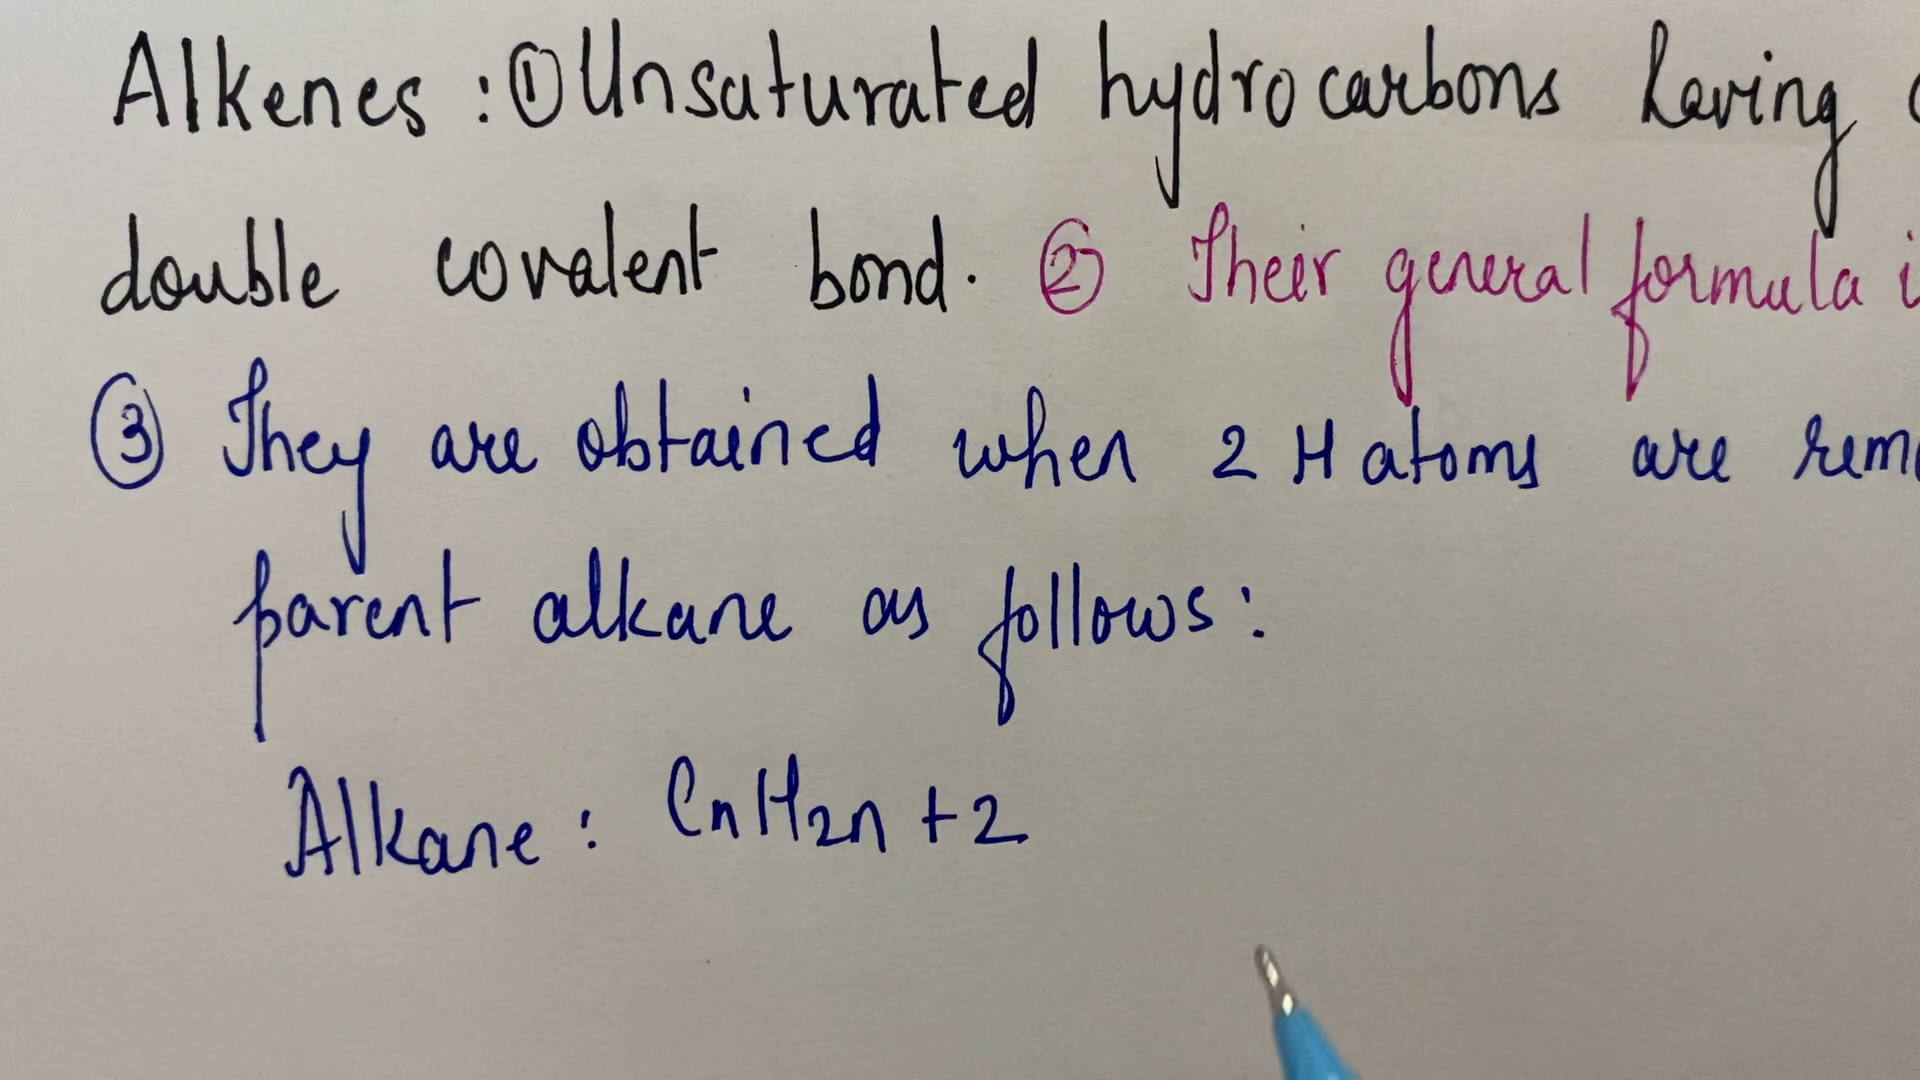 Alkenes : ① Unsaturated hydrocarbons having
double covalent bond. ② Their general formula
③ They are obtained when 2 H atoms are
parent alkane as follows:
Alkane : CnH2n +2